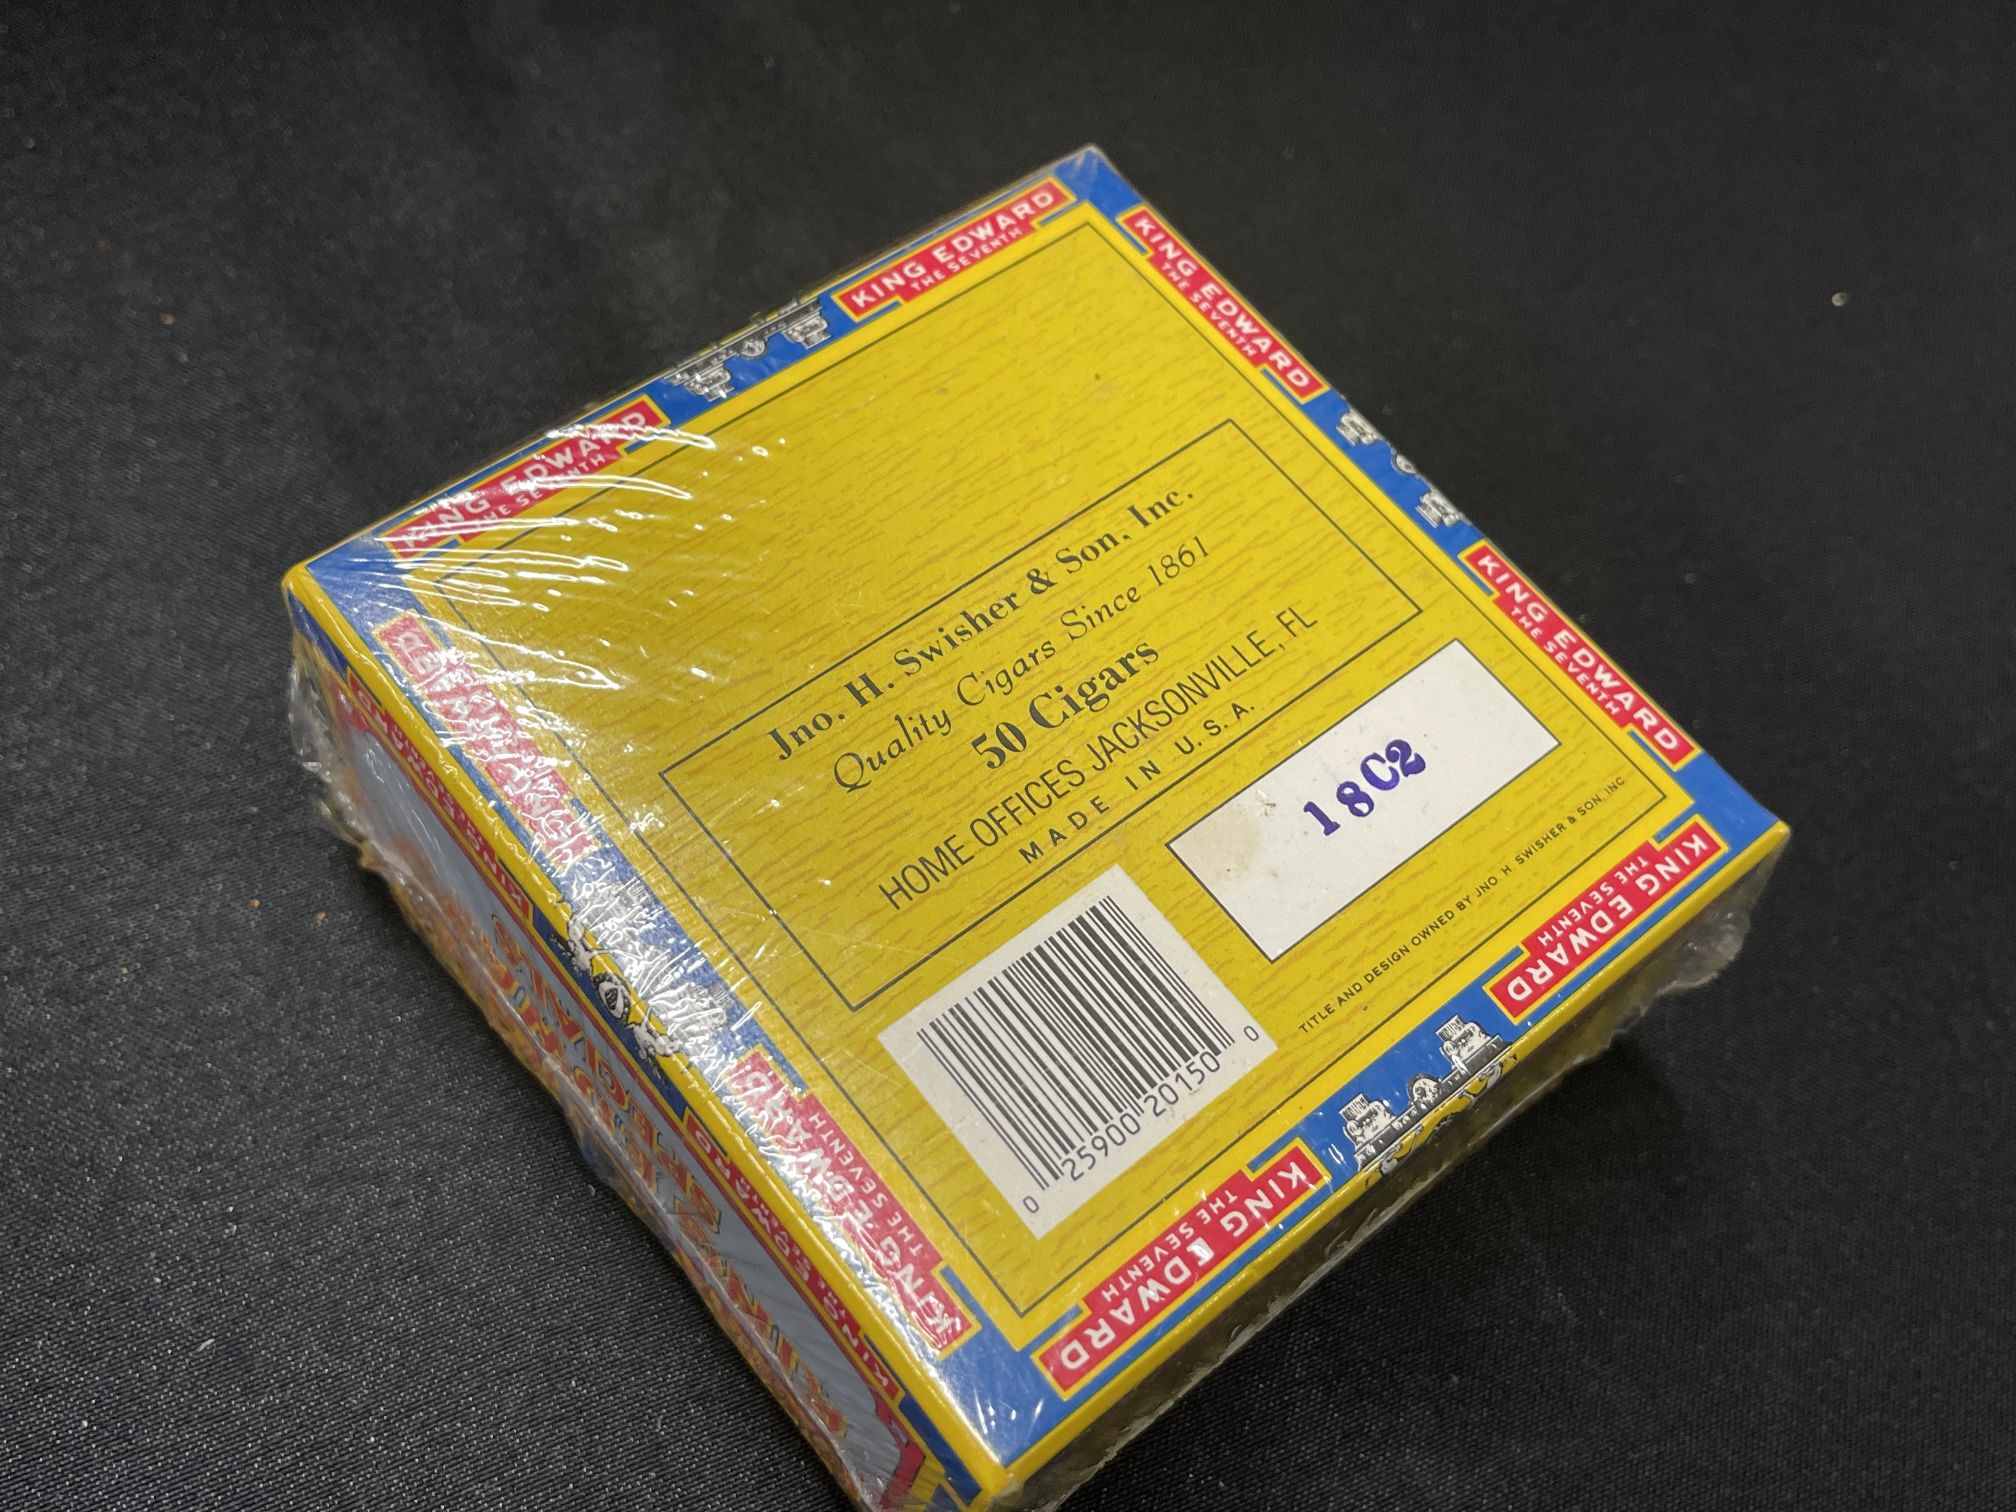 KING EDWARD
THE SEVENTH
KING EDWARD
THE SEVENTH
KING EDWARD
THE SEVENTH
KING EDWARD
THE SEVENTH
Jno. H. Swisher & Son, Inc.
Quality Cigars Since 1861
50 Cigars
HOME OFFICES JACKSONVILLE, FL
MADE IN U.S.A.
18C2
TITLE AND DESIGN OWNED BY JNO. H. SWISHER & SON, INC.
0 25900 20150 0
KING EDWARD
THE SEVENTH
KING EDWARD
THE SEVENTH
KING EDWARD
THE SEVENTH
KING EDWARD